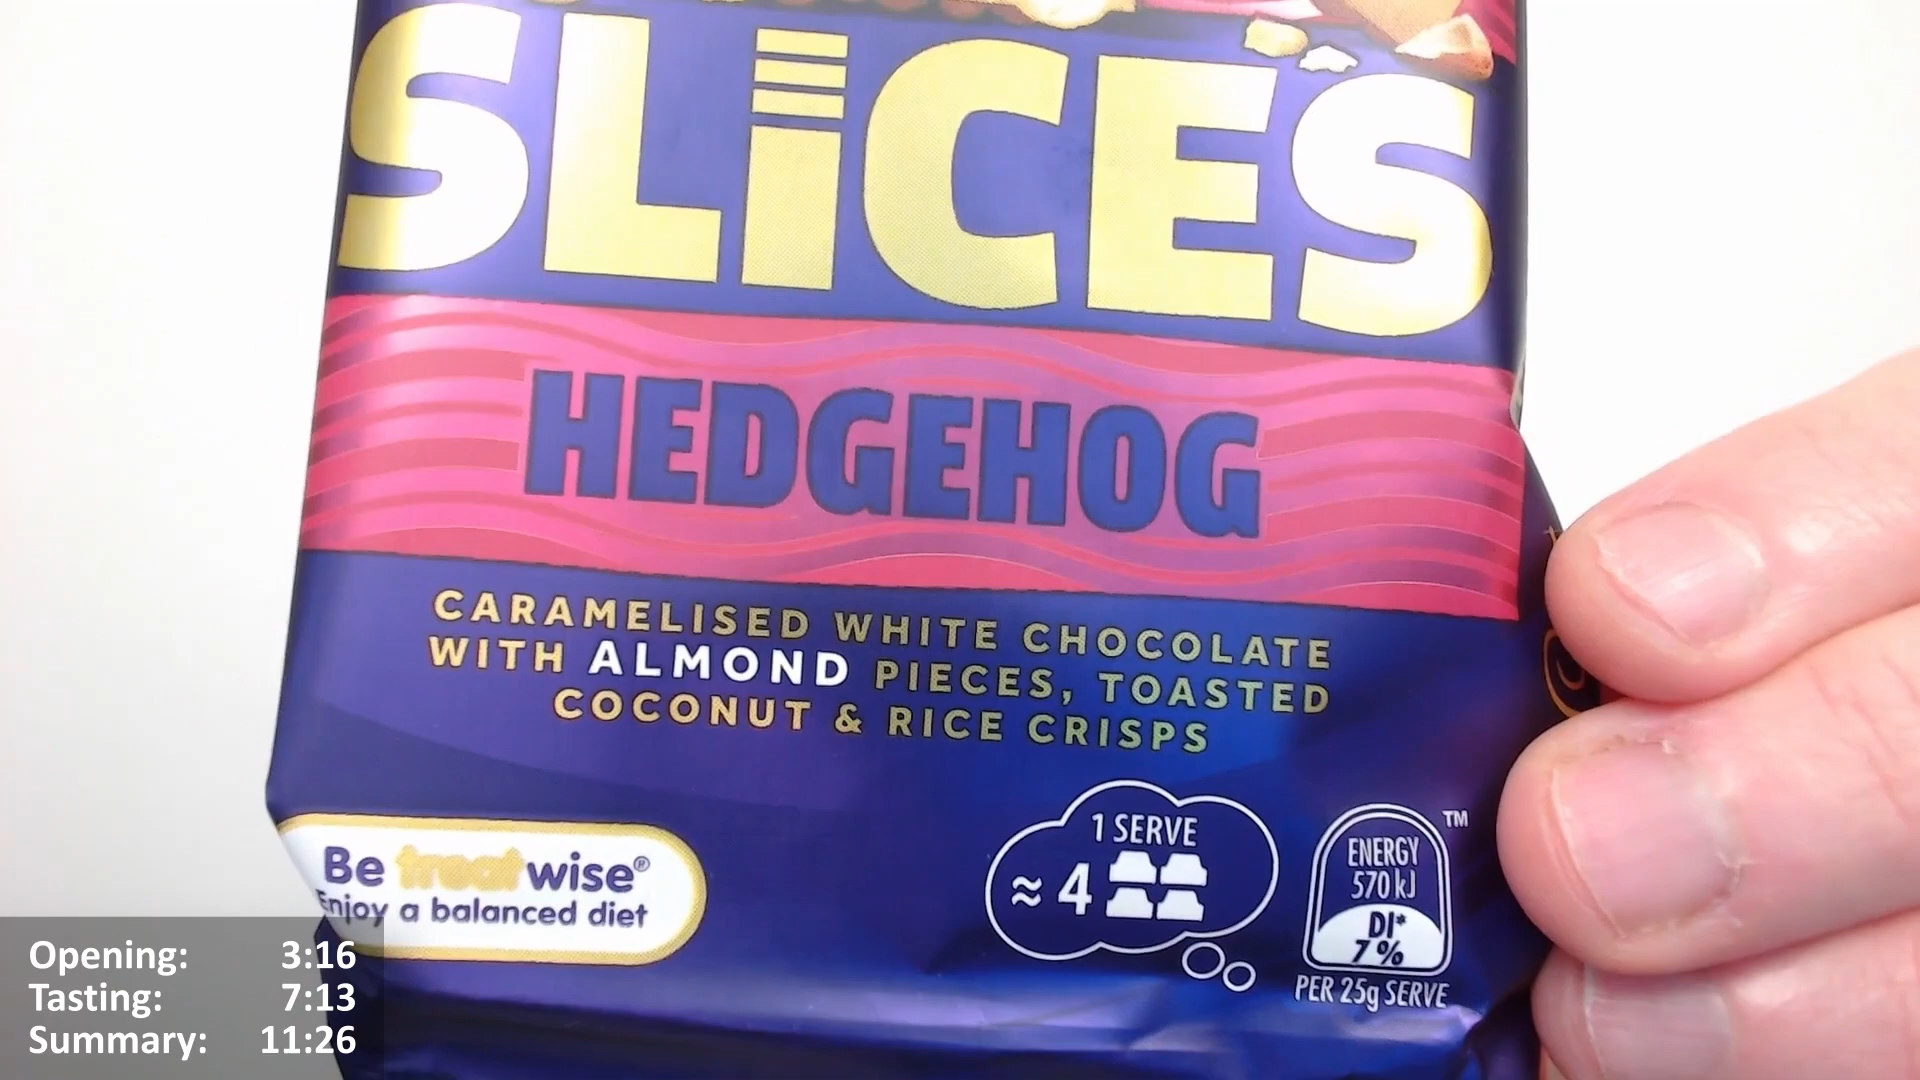 SLiCES
HEDGEHOG
CARAMELISED WHITE CHOCOLATE
WITH ALMOND PIECES, TOASTED
COCONUT & RICE CRISPS
Be treatwise®
Enjoy a balanced diet
1 SERVE
≈ 4
ENERGY
570 kJ
DI*
7%
TM
PER 25g SERVE
Opening: 3:16
Tasting: 7:13
Summary: 11:26